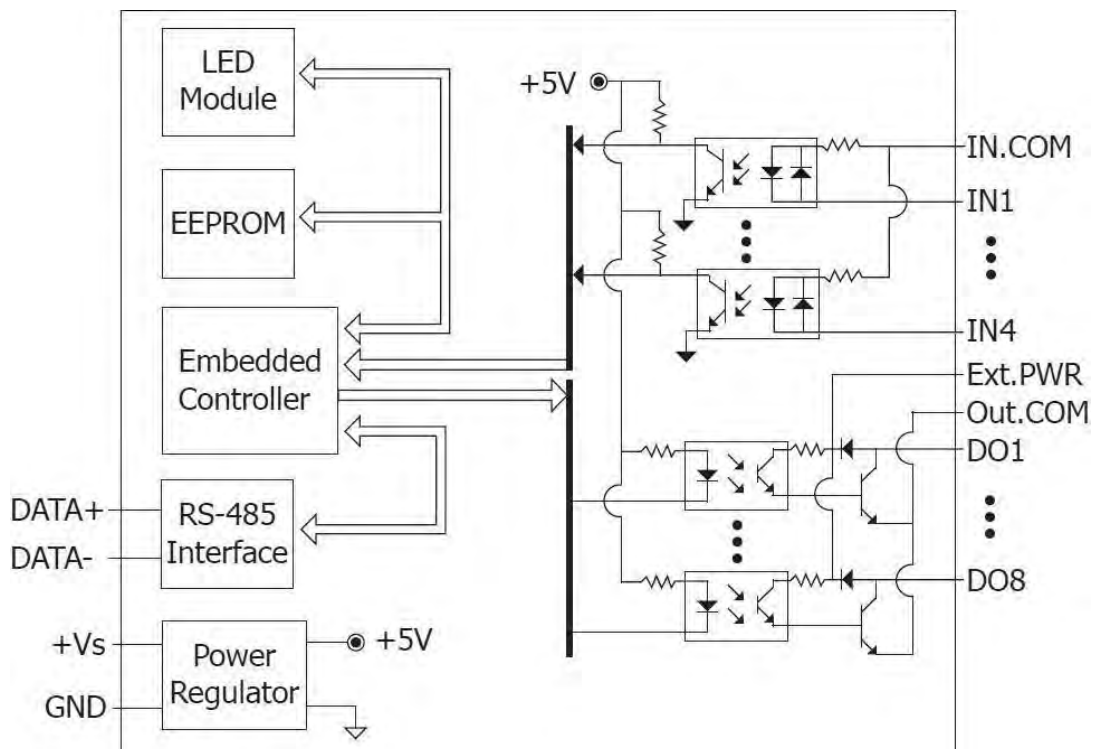 LED
Module
EEPROM
Embedded
Controller
DATA+
DATA-
RS-485
Interface
+Vs
GND
Power
Regulator
+5V
+5V
IN.COM
IN1
IN4
Ext.PWR
Out.COM
DO1
DO8